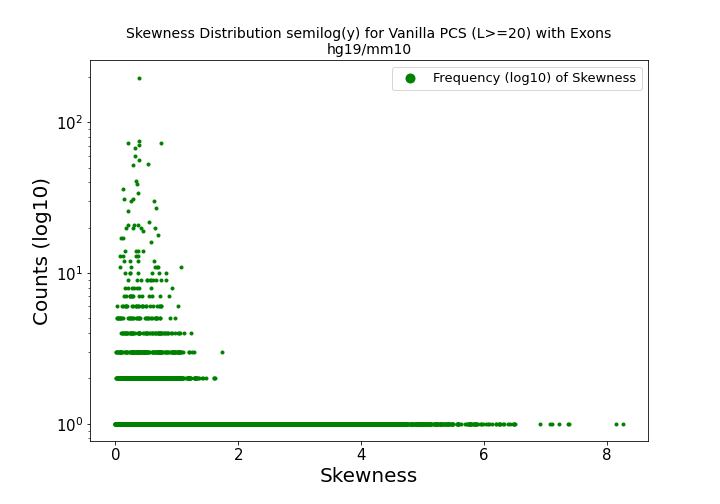 Skewness Distribution semilog(y) for Vanilla PCS (L>=20) with Exons
hg19/mm10
Frequency (log10) of Skewness
Counts (log10)
10²
10¹
10⁰
0 2 4 6 8
Skewness